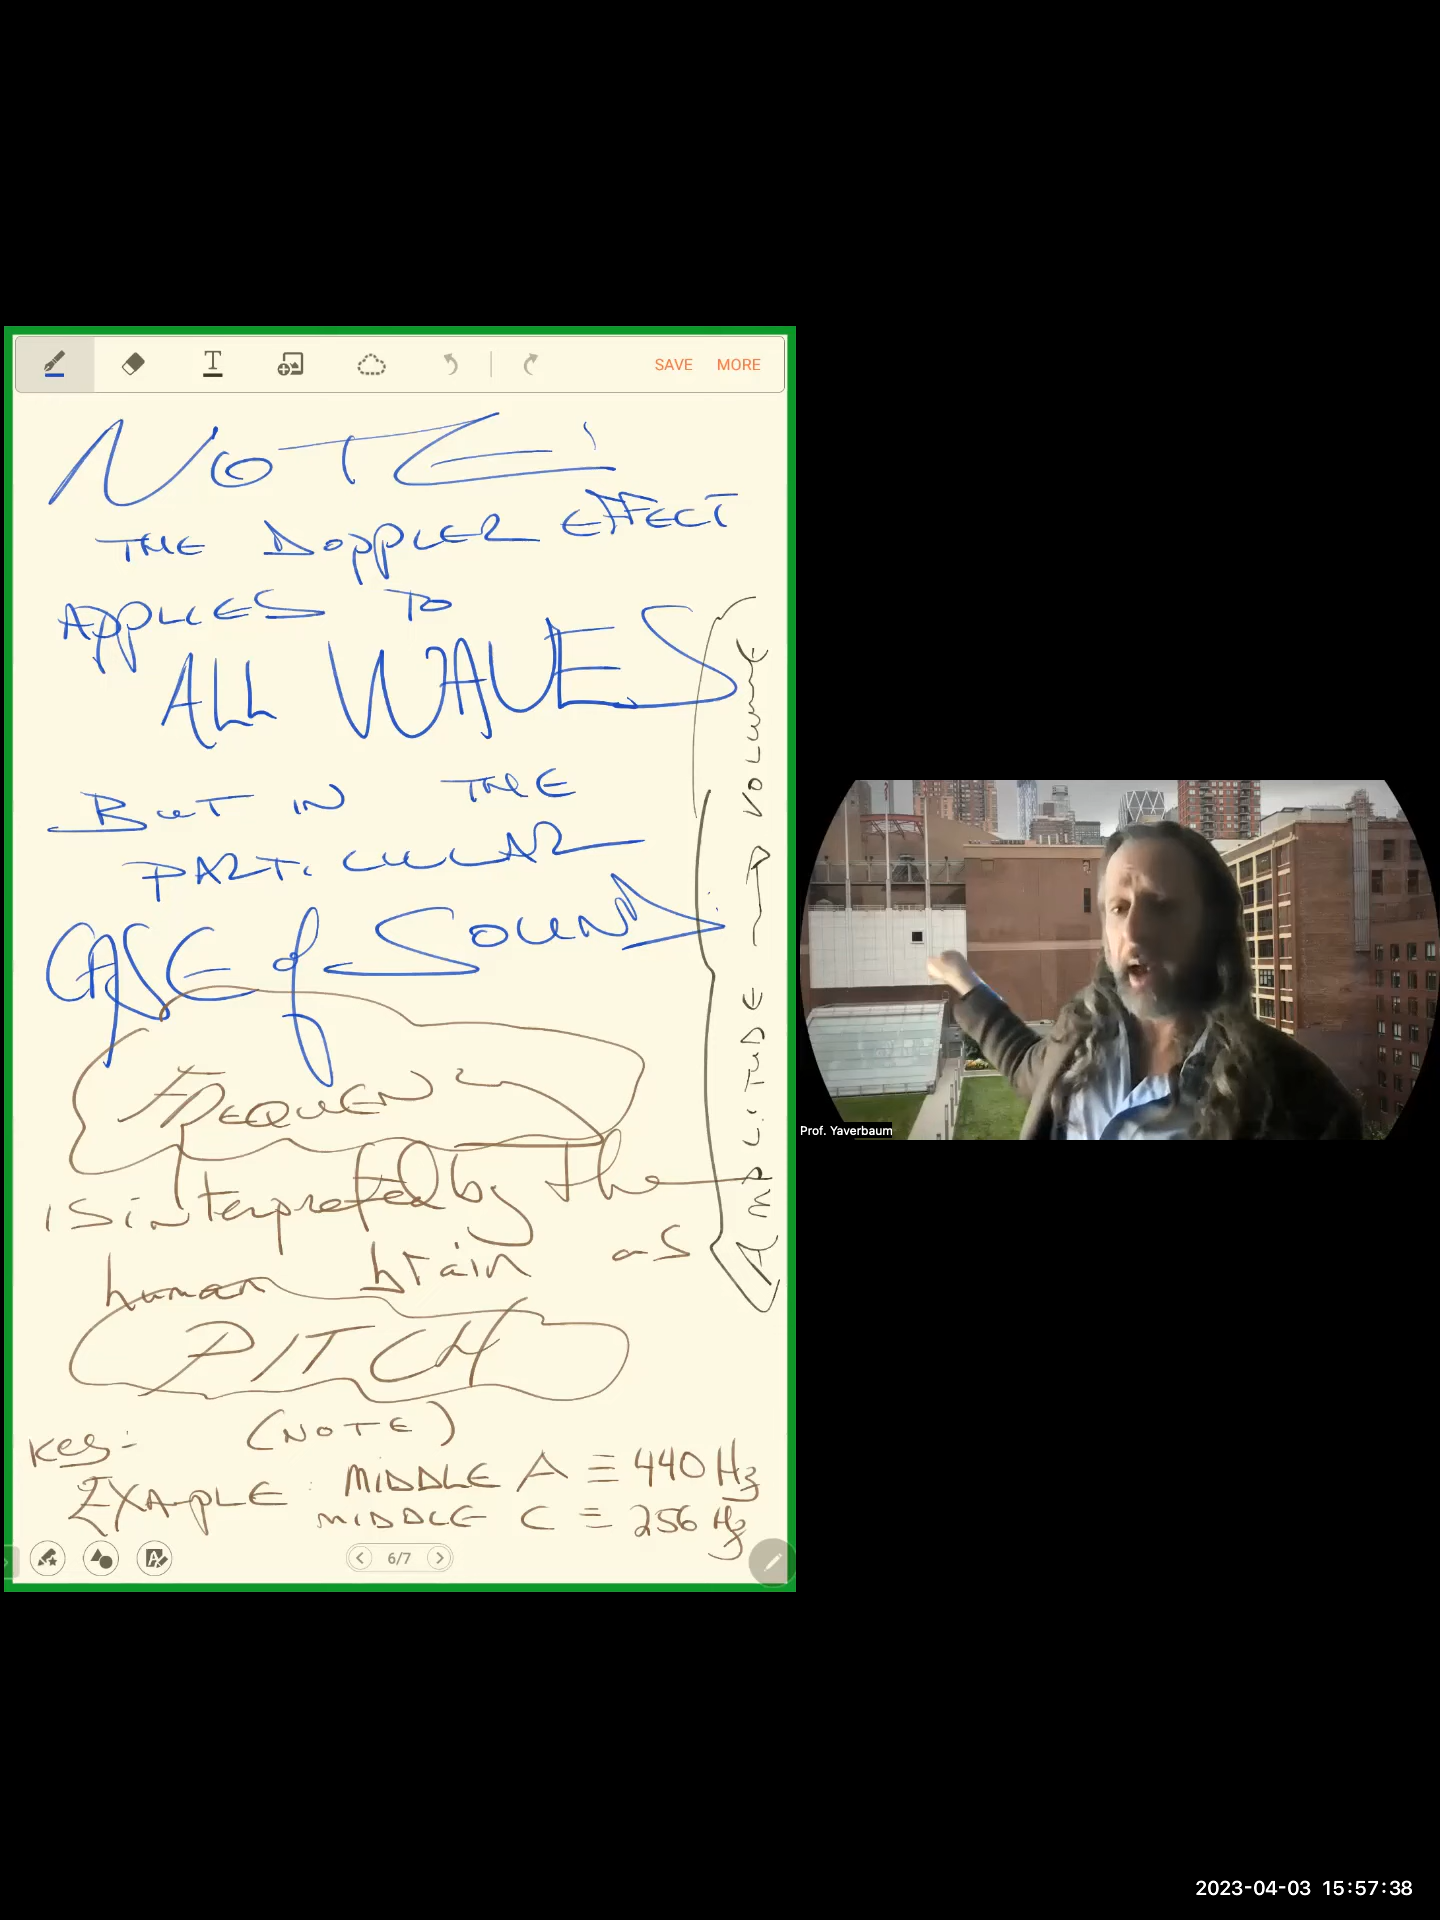 SAVE MORE
NOTE:
THE DOPPLER EFFECT
APPLIES TO
ALL WAVES
BUT IN THE
PARTICULAR
CASE of SOUND:
FREQUENCY
is interpreted by the
human brain as
PITCH
(NOTE)
Key:
EXAMPLE: MIDDLE A ≡ 440 Hz
MIDDLE C ≡ 256 Hz
AMPLITUDE → VOLUME
6/7
Prof. Yaverbaum
2023-04-03 15:57:38